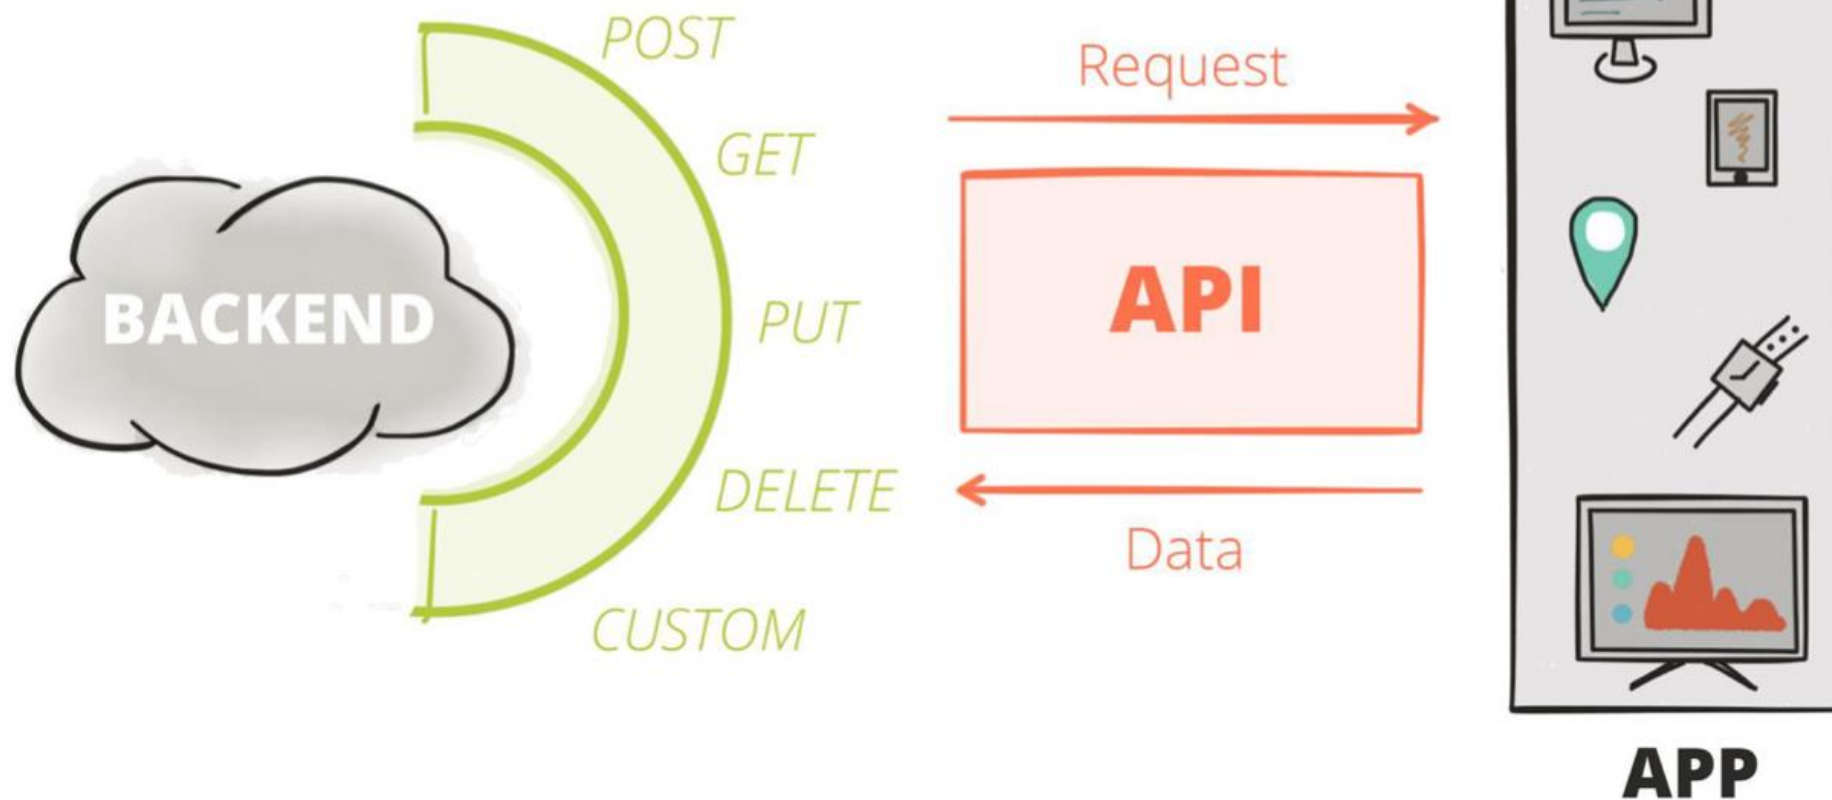 POST
GET
PUT
DELETE
CUSTOM
BACKEND
Request
API
Data
APP